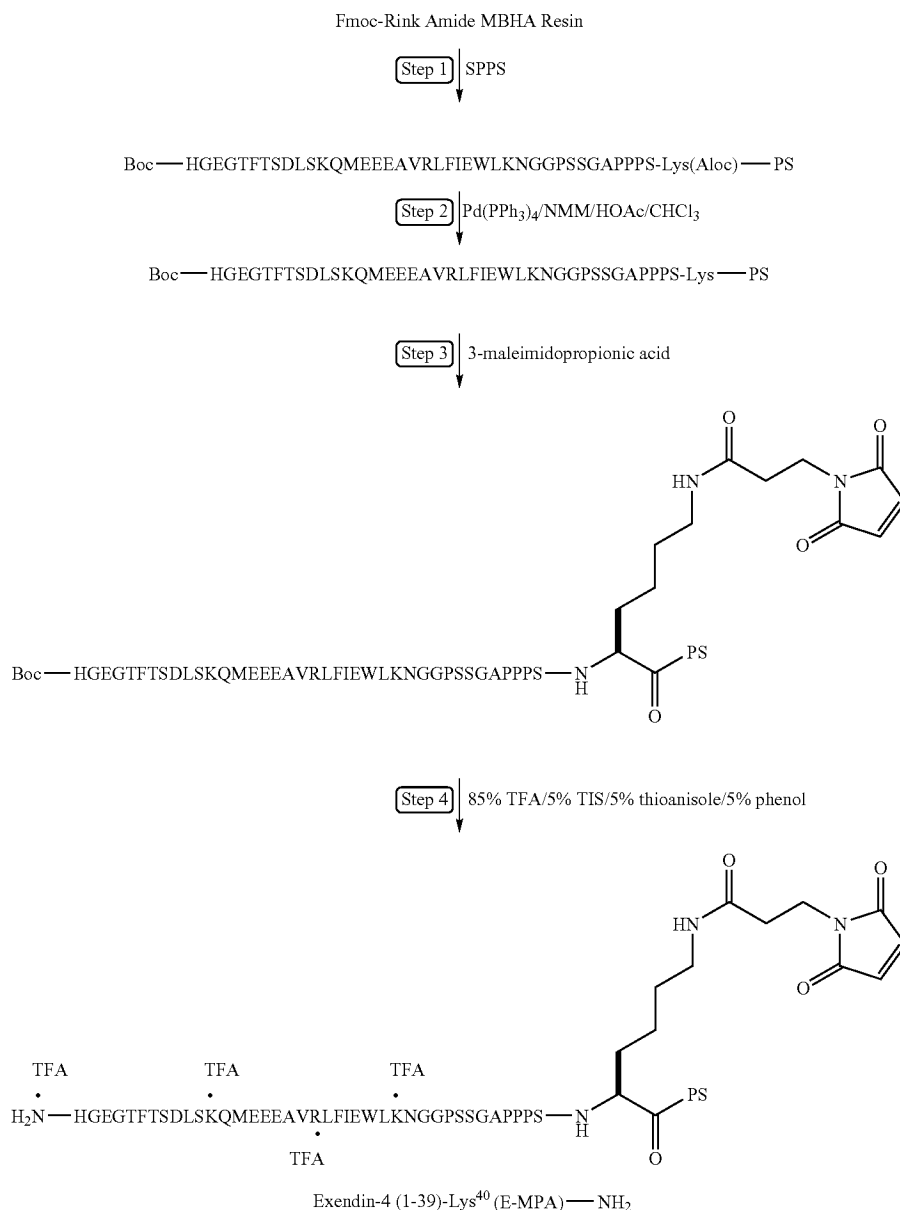 Fmoc-Rink Amide MBHA Resin
Step 1 SPPS
Boc—HGEGTFTSDLSKQMEEEAVRLFIEWLKNGGPSSGAPPPS-Lys(Aloc)—PS
Step 2 Pd(PPh3)4/NMM/HOAc/CHCl3
Boc—HGEGTFTSDLSKQMEEEAVRLFIEWLKNGGPSSGAPPPS-Lys—PS
Step 3 3-maleimidopropionic acid
O
O
HN
N
O
PS
Boc—HGEGTFTSDLSKQMEEEAVRLFIEWLKNGGPSSGAPPPS—N
H
O
Step 4 85% TFA/5% TIS/5% thioanisole/5% phenol
O
O
HN
N
O
TFA TFA TFA
PS
H2N—HGEGTFTSDLSKQMEEEAVRLFIEWLKNGGPSSGAPPPS—N
H
O
TFA
Exendin-4 (1-39)-Lys40 (E-MPA)—NH2